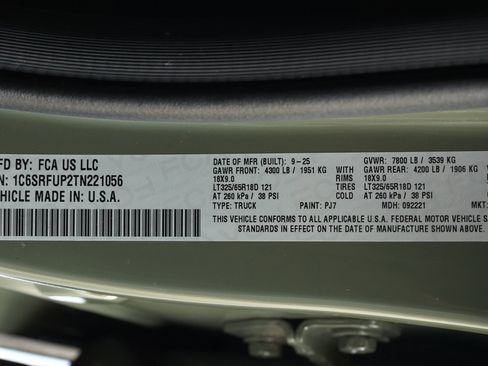 MFD BY: FCA US LLC
N: 1C6SRFUP2TN221056
VEHICLE MADE IN: U.S.A.
DATE OF MFR (BUILT): 9-25 GVWR: 7800 LB / 3539 KG
GAWR FRONT: 4300 LB / 1951 KG WITH GAWR REAR: 4200 LB / 1906 KG
18X9.0 RIMS 18X9.0
LT325/65R18D 121 TIRES LT325/65R18D 121
AT 260 kPa / 38 PSI COLD AT 260 kPa / 38 PSI
TYPE: TRUCK PAINT: PJ7 MDH: 092221 MKT:
THIS VEHICLE CONFORMS TO ALL APPLICABLE U.S.A. FEDERAL MOTOR VEHICLE S
STANDARDS IN EFFECT ON THE DATE OF MANUFACTURE SHOWN ABOVE.